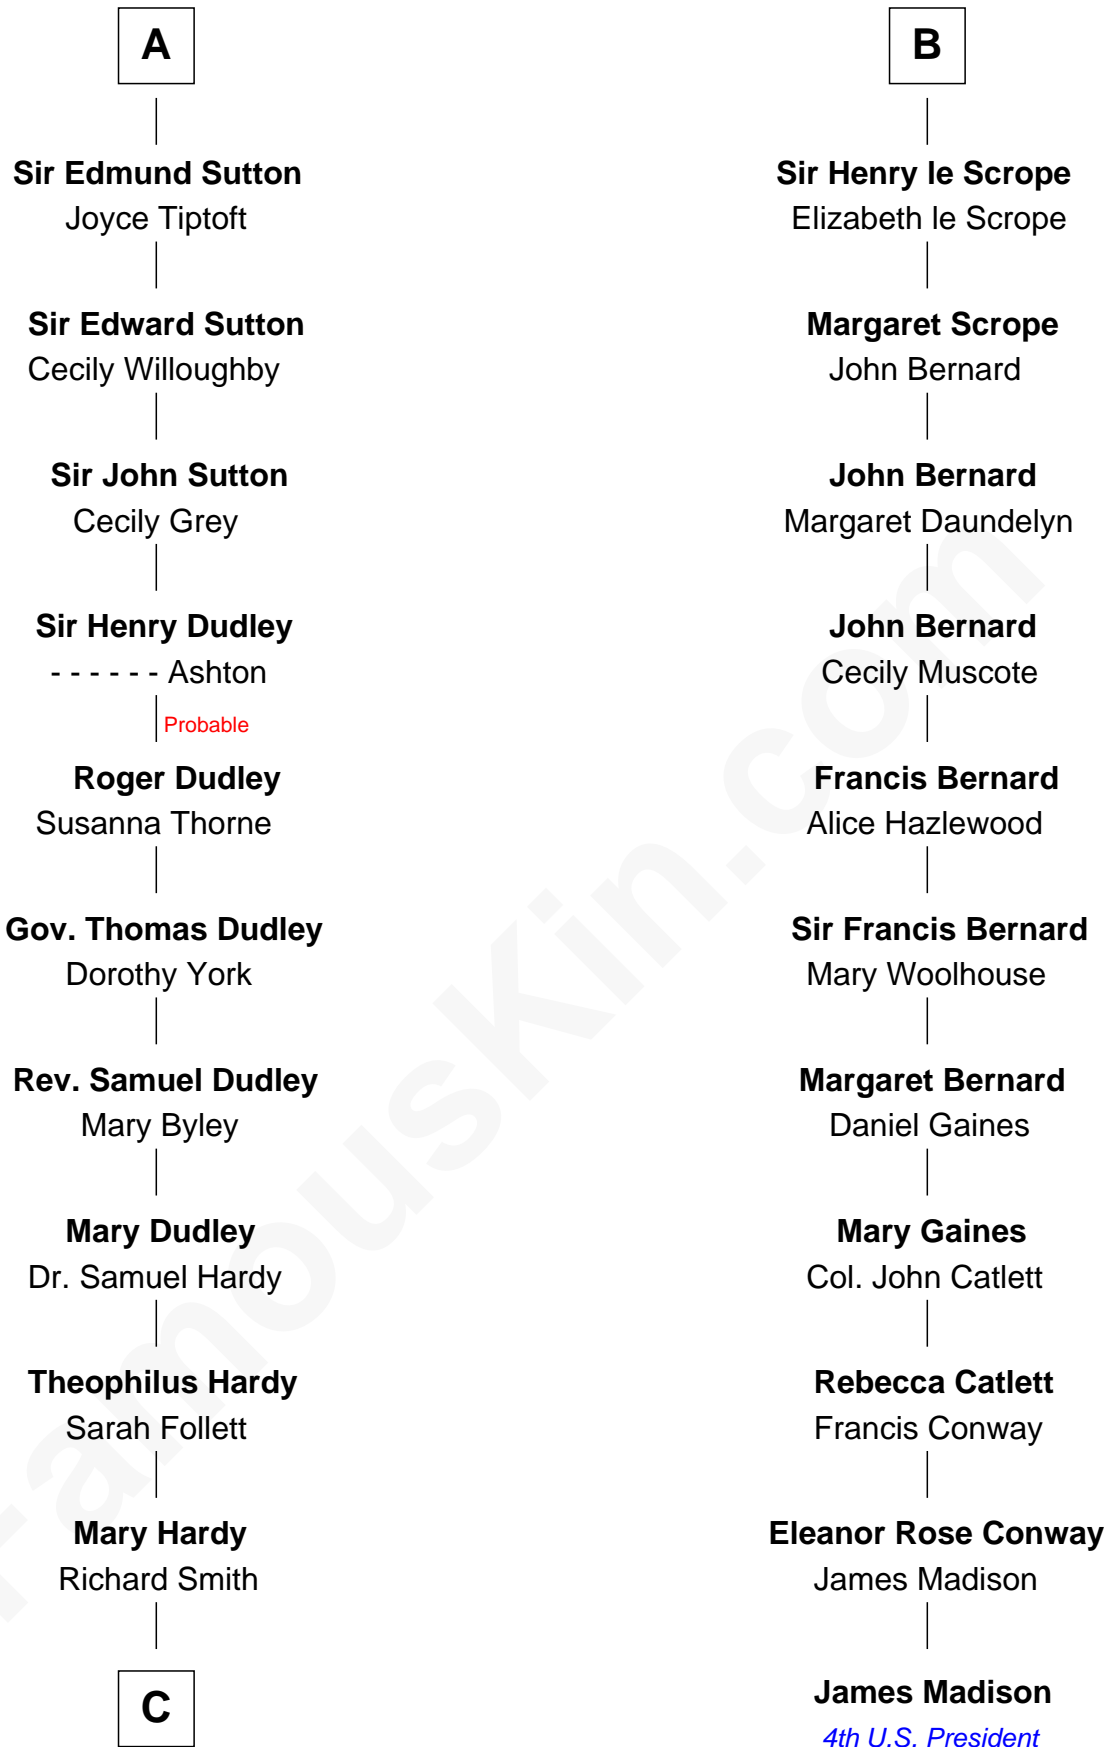 A
Sir Edmund Sutton
Joyce Tiptoft
Sir Edward Sutton
Cecily Willoughby
Sir John Sutton
Cecily Grey
Sir Henry Dudley
- - - - - - Ashton
Probable
Roger Dudley
Susanna Thorne
Gov. Thomas Dudley
Dorothy York
Rev. Samuel Dudley
Mary Byley
Mary Dudley
Dr. Samuel Hardy
Theophilus Hardy
Sarah Follett
Mary Hardy
Richard Smith
C
B
Sir Henry le Scrope
Elizabeth le Scrope
Margaret Scrope
John Bernard
John Bernard
Margaret Daundelyn
John Bernard
Cecily Muscote
Francis Bernard
Alice Hazlewood
Sir Francis Bernard
Mary Woolhouse
Margaret Bernard
Daniel Gaines
Mary Gaines
Col. John Catlett
Rebecca Catlett
Francis Conway
Eleanor Rose Conway
James Madison
James Madison
4th U.S. President
FamousKin.com